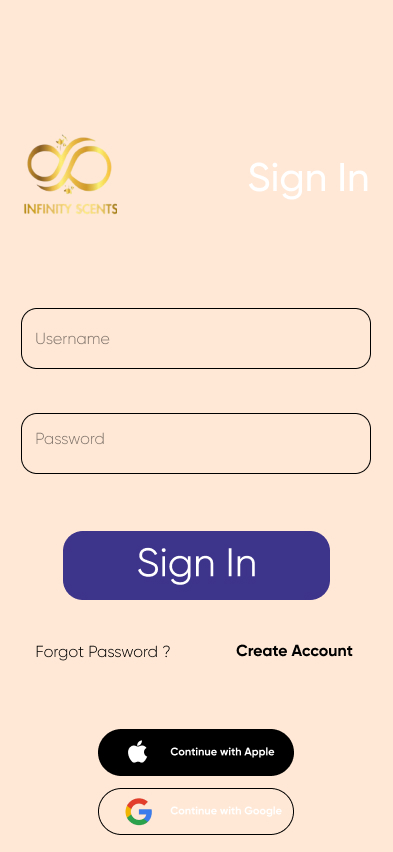 INFINITY SCENTS
Sign In
Username
Password
Sign In
Forgot Password ?
Create Account
Continue with Apple
Continue with Google